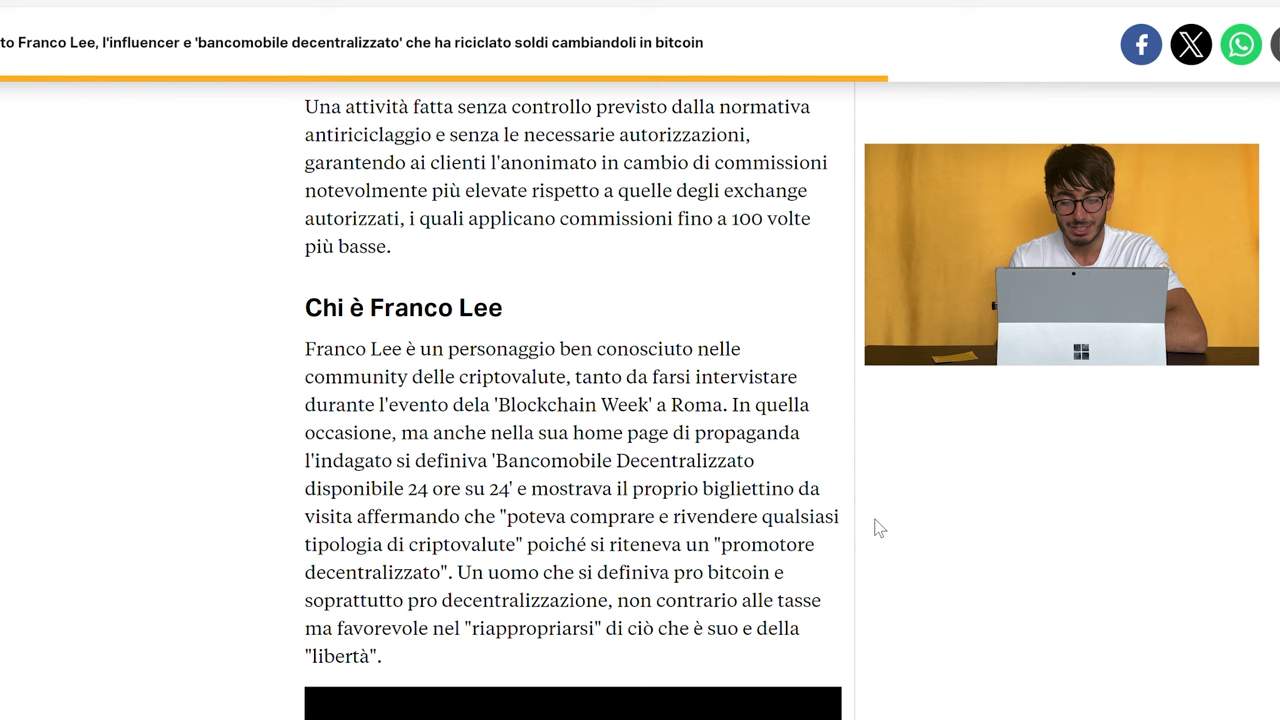 to Franco Lee, l'influencer e 'bancomobile decentralizzato' che ha riciclato soldi cambiandoli in bitcoin
Una attività fatta senza controllo previsto dalla normativa
antiriciclaggio e senza le necessarie autorizzazioni,
garantendo ai clienti l'anonimato in cambio di commissioni
notevolmente più elevate rispetto a quelle degli exchange
autorizzati, i quali applicano commissioni fino a 100 volte
più basse.
Chi è Franco Lee
Franco Lee è un personaggio ben conosciuto nelle
community delle criptovalute, tanto da farsi intervistare
durante l'evento dela 'Blockchain Week' a Roma. In quella
occasione, ma anche nella sua home page di propaganda
l'indagato si definiva 'Bancomobile Decentralizzato
disponibile 24 ore su 24' e mostrava il proprio bigliettino da
visita affermando che "poteva comprare e rivendere qualsiasi
tipologia di criptovalute" poiché si riteneva un "promotore
decentralizzato". Un uomo che si definiva pro bitcoin e
soprattutto pro decentralizzazione, non contrario alle tasse
ma favorevole nel "riappropriarsi" di ciò che è suo e della
"libertà".